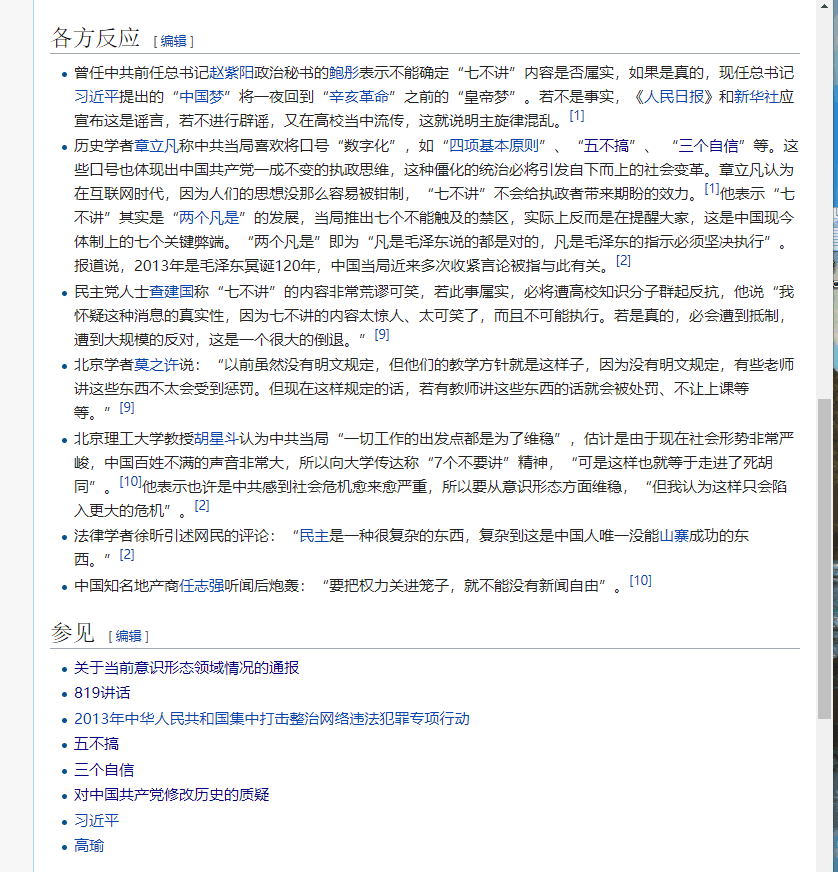 各方反应 [ 编辑 ]
曾任中共前任总书记赵紫阳政治秘书的鲍彤表示不能确定“七不讲”内容是否属实，如果是真的，现任总书记
习近平提出的“中国梦”将一夜回到“辛亥革命”之前的“皇帝梦”。若不是事实，《人民日报》和新华社应
宣布这是谣言，若不进行辟谣，又在高校当中流传，这就说明主旋律混乱。[1]
历史学者章立凡称中共当局喜欢将口号“数字化”，如“四项基本原则”、“五不搞”、 “三个自信”等。这
些口号也体现出中国共产党一成不变的执政思维，这种僵化的统治必将引发自下而上的社会变革。章立凡认为
在互联网时代，因为人们的思想没那么容易被钳制，“七不讲”不会给执政者带来期盼的效力。[1]他表示“七
不讲”其实是“两个凡是”的发展，当局推出七个不能触及的禁区，实际上反而是在提醒大家，这是中国现今
体制上的七个关键弊端。“两个凡是”即为“凡是毛泽东说的都是对的，凡是毛泽东的指示必须坚决执行”。
报道说，2013年是毛泽东冥诞120年，中国当局近来多次收紧言论被指与此有关。[2]
民主党人士查建国称“七不讲”的内容非常荒谬可笑，若此事属实，必将遭高校知识分子群起反抗，他说“我
怀疑这种消息的真实性，因为七不讲的内容太惊人、太可笑了，而且不可能执行。若是真的，必会遭到抵制，
遭到大规模的反对，这是一个很大的倒退。”[9]
北京学者莫之许说：“以前虽然没有明文规定，但他们的教学方针就是这样子，因为没有明文规定，有些老师
讲这些东西不太会受到惩罚。但现在这样规定的话，若有教师讲这些东西的话就会被处罚、不让上课等
等。”[9]
北京理工大学教授胡星斗认为中共当局“一切工作的出发点都是为了维稳”，估计是由于现在社会形势非常严
峻，中国百姓不满的声音非常大，所以向大学传达称“7个不要讲”精神，“可是这样也就等于走进了死胡
同”。[10]他表示也许是中共感到社会危机愈来愈严重，所以要从意识形态方面维稳，“但我认为这样只会陷
入更大的危机”。[2]
法律学者徐昕引述网民的评论：“民主是一种很复杂的东西，复杂到这是中国人唯一没能山寨成功的东
西。”[2]
中国知名地产商任志强听闻后炮轰：“要把权力关进笼子，就不能没有新闻自由”。[10]
参见 [ 编辑 ]
关于当前意识形态领域情况的通报
819讲话
2013年中华人民共和国集中打击整治网络违法犯罪专项行动
五不搞
三个自信
对中国共产党修改历史的质疑
习近平
高瑜